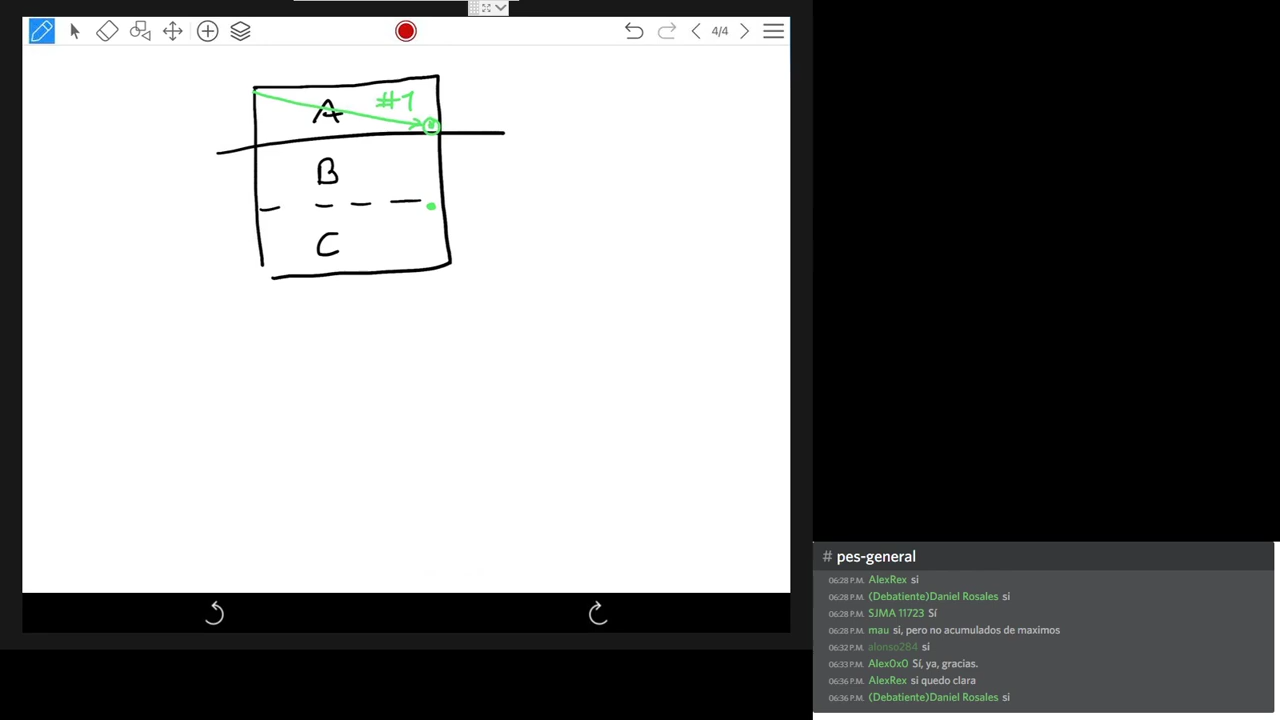 4/4
#1
A
B
C
# pes-general
06:28 P.M. AlexRex si
06:28 P.M. (Debatiente)Daniel Rosales si
06:28 P.M. SJMA 11723 Sí
06:28 P.M. mau si, pero no acumulados de maximos
06:32 P.M. alonso284 si
06:33 P.M. Alex0x0 Sí, ya, gracias.
06:36 P.M. AlexRex si quedo clara
06:36 P.M. (Debatiente)Daniel Rosales si